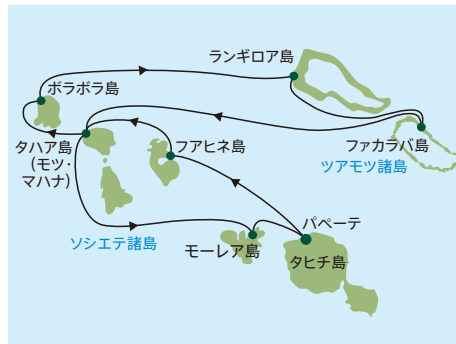 ランギロア島
ボラボラ島
タハア島
(モツ・
マハナ)
フアヒネ島
ファカラバ島
ツアモツ諸島
パペーテ
ソシエテ諸島
モーレア島
タヒチ島